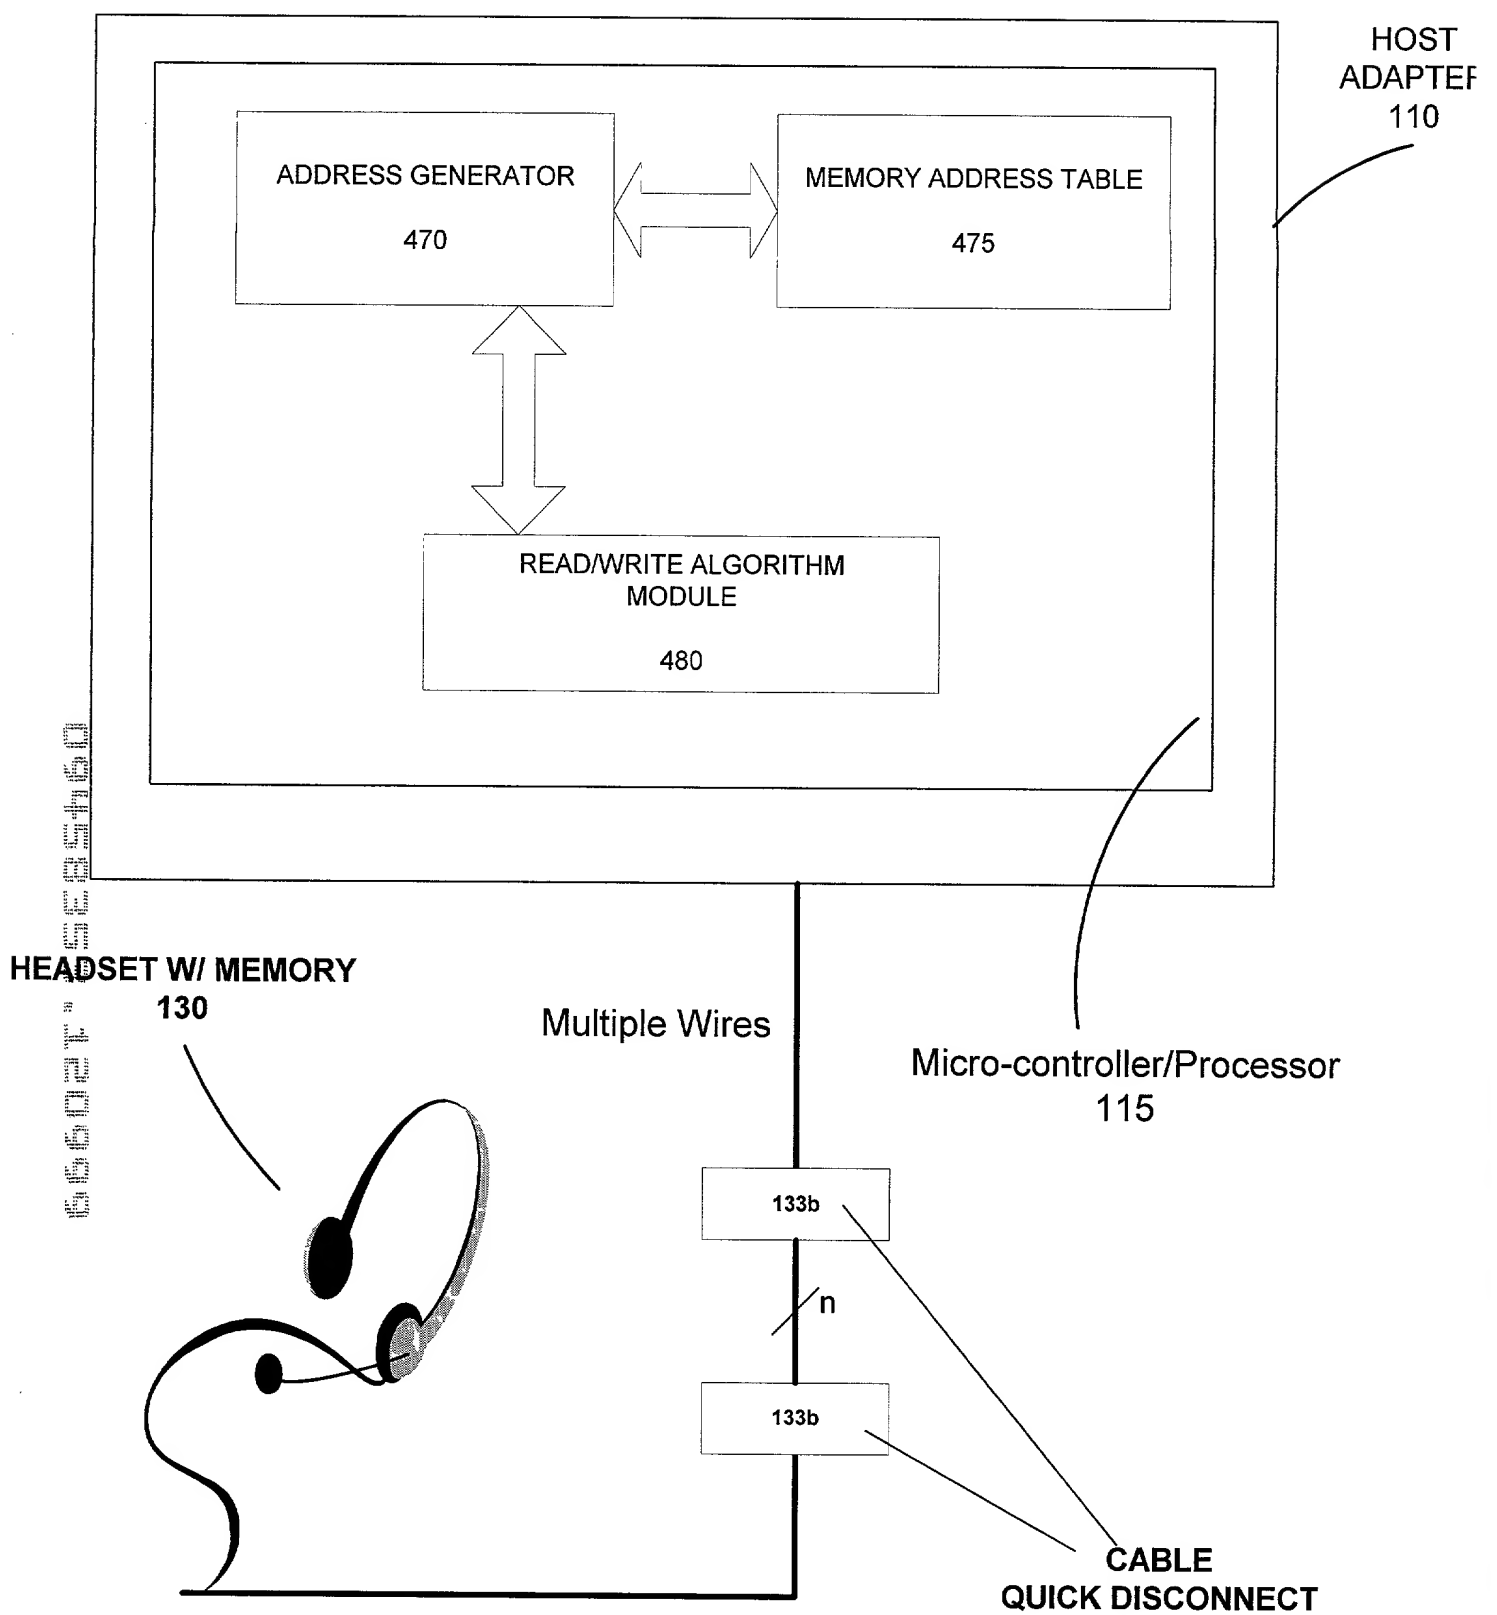 HOST
ADAPTER
110
ADDRESS GENERATOR
470
MEMORY ADDRESS TABLE
475
READ/WRITE ALGORITHM
MODULE
480
HEADSET W/ MEMORY
130
Multiple Wires
Micro-controller/Processor
115
133b
n
133b
CABLE
QUICK DISCONNECT